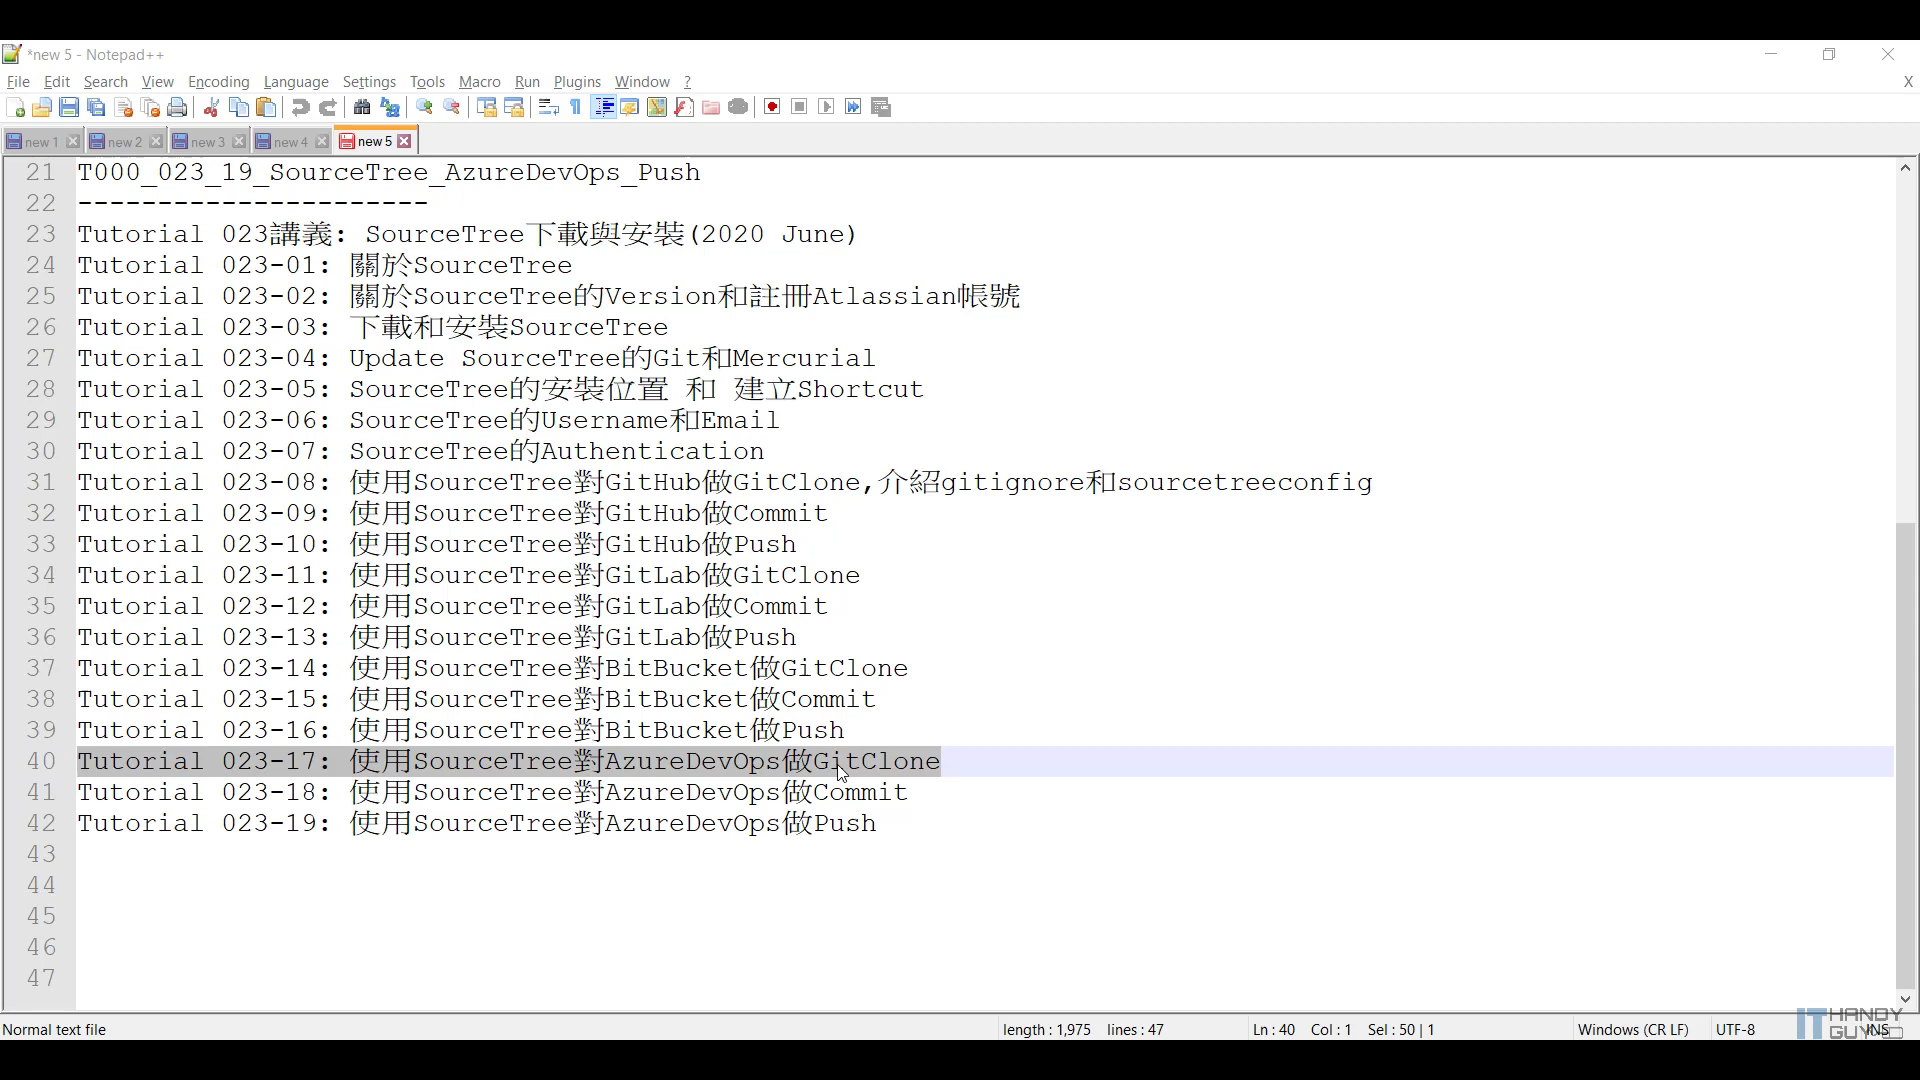 *new 5 - Notepad++
File Edit Search View Encoding Language Settings Tools Macro Run Plugins Window ? X
new 1 new 2 new 3 new 4 new 5
21 T000_023_19_SourceTree_AzureDevOps_Push
22 ----------------------
23 Tutorial 023講義: SourceTree下載與安裝(2020 June)
24 Tutorial 023-01: 關於SourceTree
25 Tutorial 023-02: 關於SourceTree的Version和註冊Atlassian帳號
26 Tutorial 023-03: 下載和安裝SourceTree
27 Tutorial 023-04: Update SourceTree的Git和Mercurial
28 Tutorial 023-05: SourceTree的安裝位置 和 建立Shortcut
29 Tutorial 023-06: SourceTree的Username和Email
30 Tutorial 023-07: SourceTree的Authentication
31 Tutorial 023-08: 使用SourceTree對GitHub做GitClone,介紹gitignore和sourcetreeconfig
32 Tutorial 023-09: 使用SourceTree對GitHub做Commit
33 Tutorial 023-10: 使用SourceTree對GitHub做Push
34 Tutorial 023-11: 使用SourceTree對GitLab做GitClone
35 Tutorial 023-12: 使用SourceTree對GitLab做Commit
36 Tutorial 023-13: 使用SourceTree對GitLab做Push
37 Tutorial 023-14: 使用SourceTree對BitBucket做GitClone
38 Tutorial 023-15: 使用SourceTree對BitBucket做Commit
39 Tutorial 023-16: 使用SourceTree對BitBucket做Push
40 Tutorial 023-17: 使用SourceTree對AzureDevOps做GitClone
41 Tutorial 023-18: 使用SourceTree對AzureDevOps做Commit
42 Tutorial 023-19: 使用SourceTree對AzureDevOps做Push
43
44
45
46
47
Normal text file length : 1,975 lines : 47 Ln : 40 Col : 1 Sel : 50 | 1 Windows (CR LF) UTF-8 INS
IT HANDY GUY